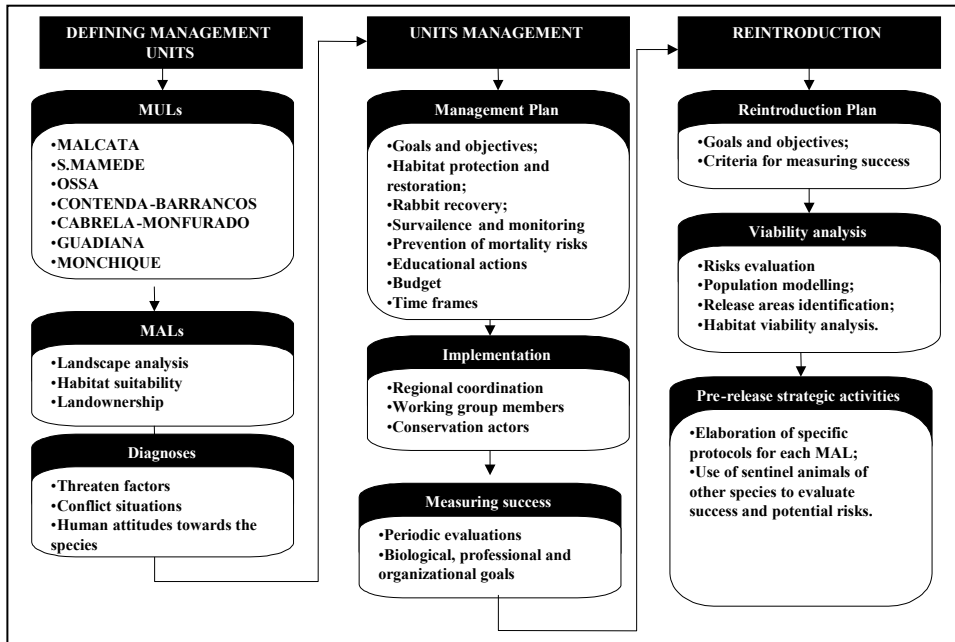 DEFINING MANAGEMENT
UNITS
MULs
•MALCATA
•S.MAMEDE
•OSSA
•CONTENDA-BARRANCOS
•CABRELA-MONFURADO
•GUADIANA
•MONCHIQUE
MALs
•Landscape analysis
•Habitat suitability
•Landownership
Diagnoses
•Threaten factors
•Conflict situations
•Human attitudes towards the
species
UNITS MANAGEMENT
Management Plan
•Goals and objectives;
•Habitat protection and
restoration;
•Rabbit recovery;
•Survailence and monitoring
•Prevention of mortality risks
•Educational actions
•Budget
•Time frames
Implementation
•Regional coordination
•Working group members
•Conservation actors
Measuring success
•Periodic evaluations
•Biological, professional and
organizational goals
REINTRODUCTION
Reintroduction Plan
•Goals and objectives;
•Criteria for measuring success
Viability analysis
•Risks evaluation
•Population modelling;
•Release areas identification;
•Habitat viability analysis.
Pre-release strategic activities
•Elaboration of specific
protocols for each MAL;
•Use of sentinel animals of
other species to evaluate
success and potential risks.